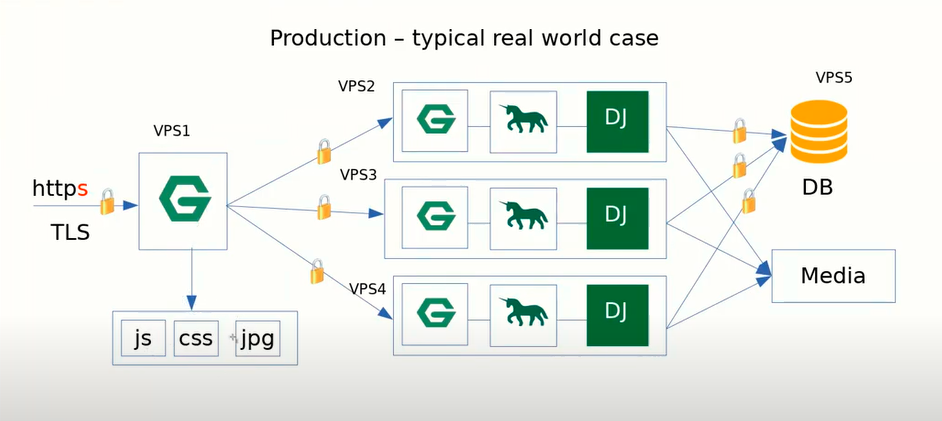 Production – typical real world case
VPS1
VPS2
VPS3
VPS4
VPS5
https
TLS
js
css
jpg
DJ
DJ
DJ
DB
Media